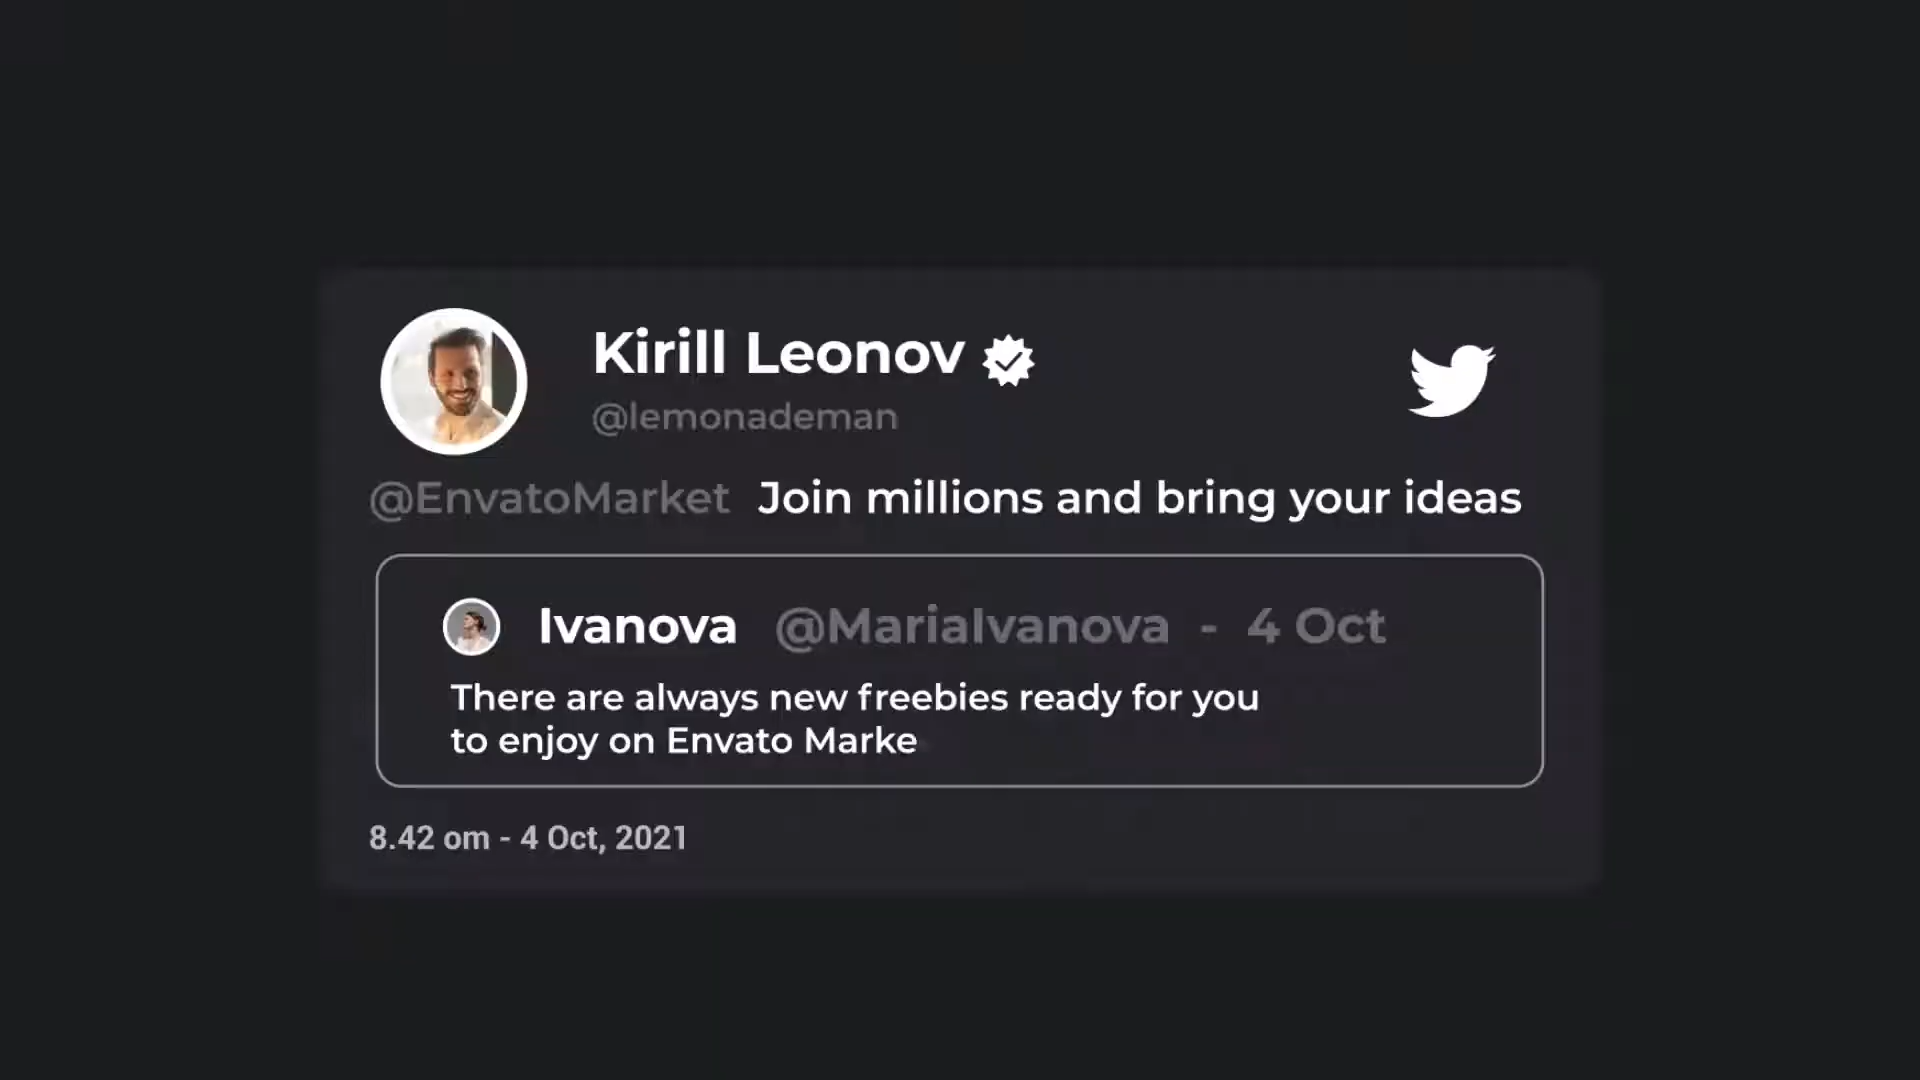 Kirill Leonov
@lemonademan
@EnvatoMarket Join millions and bring your ideas
Ivanova @MariaIvanova - 4 Oct
There are always new freebies ready for you
to enjoy on Envato Marke
8.42 om - 4 Oct, 2021